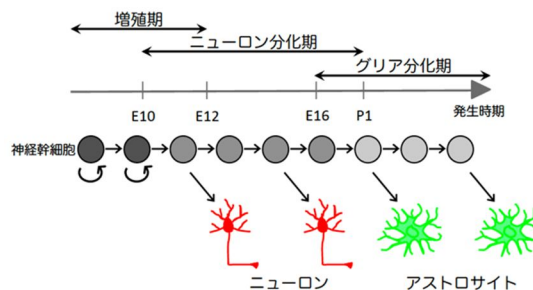 増殖期
ニューロン分化期
グリア分化期
E10 E12 E16 P1 発生時期
神経幹細胞
ニューロン アストロサイト